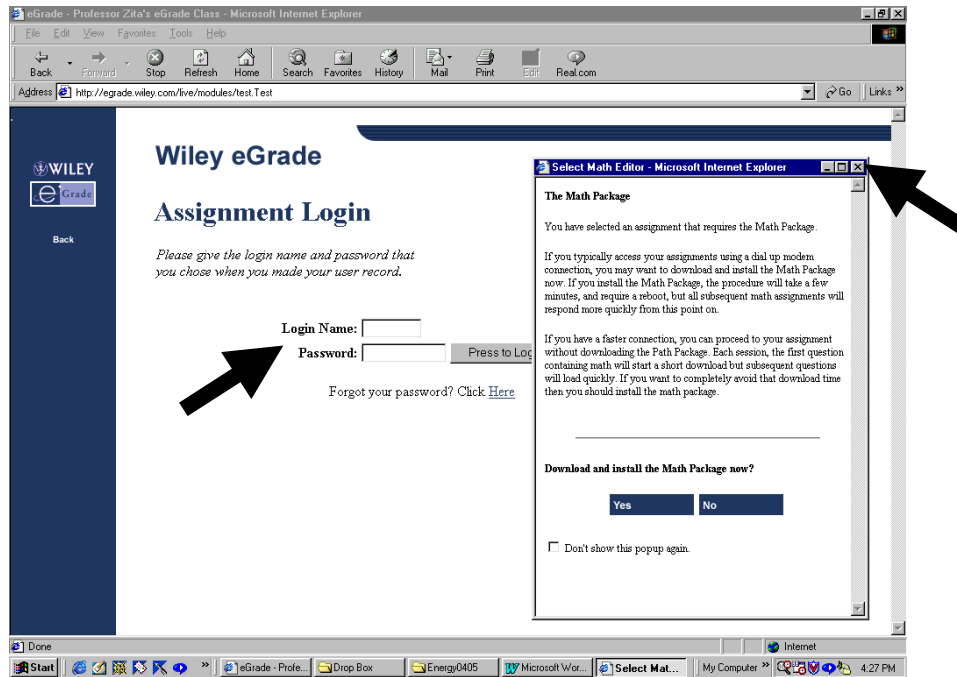 eGrade - Professor Zita's eGrade Class - Microsoft Internet Explorer
File Edit View Favorites Tools Help
Back Forward Stop Refresh Home Search Favorites History Mail Print Edit Real.com
Address http://egrade.wiley.com/live/modules/test.Test Go Links »
WILEY
e Grade
Back
Wiley eGrade
Assignment Login
Please give the login name and password that
you chose when you made your user record.
Login Name:
Password: Press to Log
Forgot your password? Click Here
Select Math Editor - Microsoft Internet Explorer
The Math Package
You have selected an assignment that requires the Math Package.
If you typically access your assignments using a dial up modem
connection, you may want to download and install the Math Package
now. If you install the Math Package, the procedure will take a few
minutes, and require a reboot, but all subsequent math assignments will
respond more quickly from this point on.
If you have a faster connection, you can proceed to your assignment
without downloading the Path Package. Each session, the first question
containing math will start a short download but subsequent questions
will load quickly. If you want to completely avoid that download time
then you should install the math package.
Download and install the Math Package now?
Yes No
Don't show this popup again.
Done Internet
Start » eGrade - Profe... Drop Box Energy0405 Microsoft Wor... Select Mat... My Computer » 4:27 PM